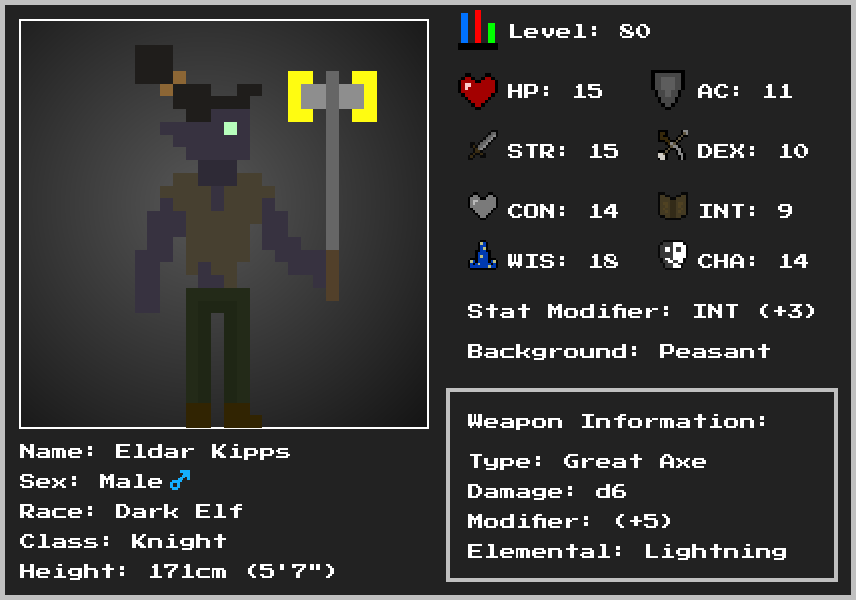 Level: 80
HP: 15
AC: 11
STR: 15
DEX: 10
CON: 14
INT: 9
WIS: 18
CHA: 14
Stat Modifier: INT (+3)
Background: Peasant
Name: Eldar Kipps
Sex: Male♂
Race: Dark Elf
Class: Knight
Height: 171cm (5'7")
Weapon Information:
Type: Great Axe
Damage: d6
Modifier: (+5)
Elemental: Lightning